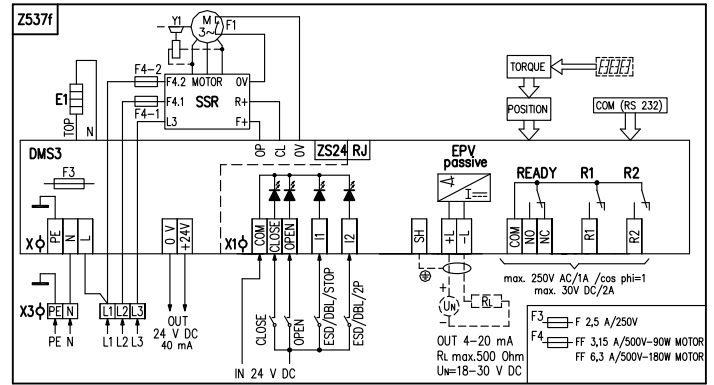 Z537f
Y1
M
3~
F1
F4-2
F4.2 MOTOR 0V
E1
F4.1 SSR R+
F4-1
L3 F+
TOP
N
OP
CL
0V
TORQUE
POSITION
COM (RS 232)
DMS3
ZS24 RJ
EPV
passive
F3
I
READY R1 R2
X
PE
N
L
0 V
+24V
X1
COM
CLOSE
OPEN
I1
I2
SH
+L
-L
COM
NO
NC
R1
R2
max. 250V AC/1A /cos phi=1
max. 30V DC/2A
X3
PE N L1 L2 L3
PE N L1 L2 L3
OUT
24 V DC
40 mA
CLOSE
OPEN
ESD/DBL/STOP
ESD/DBL/2P
IN 24 V DC
+
UN
−
RL
OUT 4-20 mA
RL max.500 Ohm
UN=18-30 V DC
F3 F 2,5 A/250V
F4 FF 3,15 A/500V-90W MOTOR
FF 6,3 A/500V-180W MOTOR